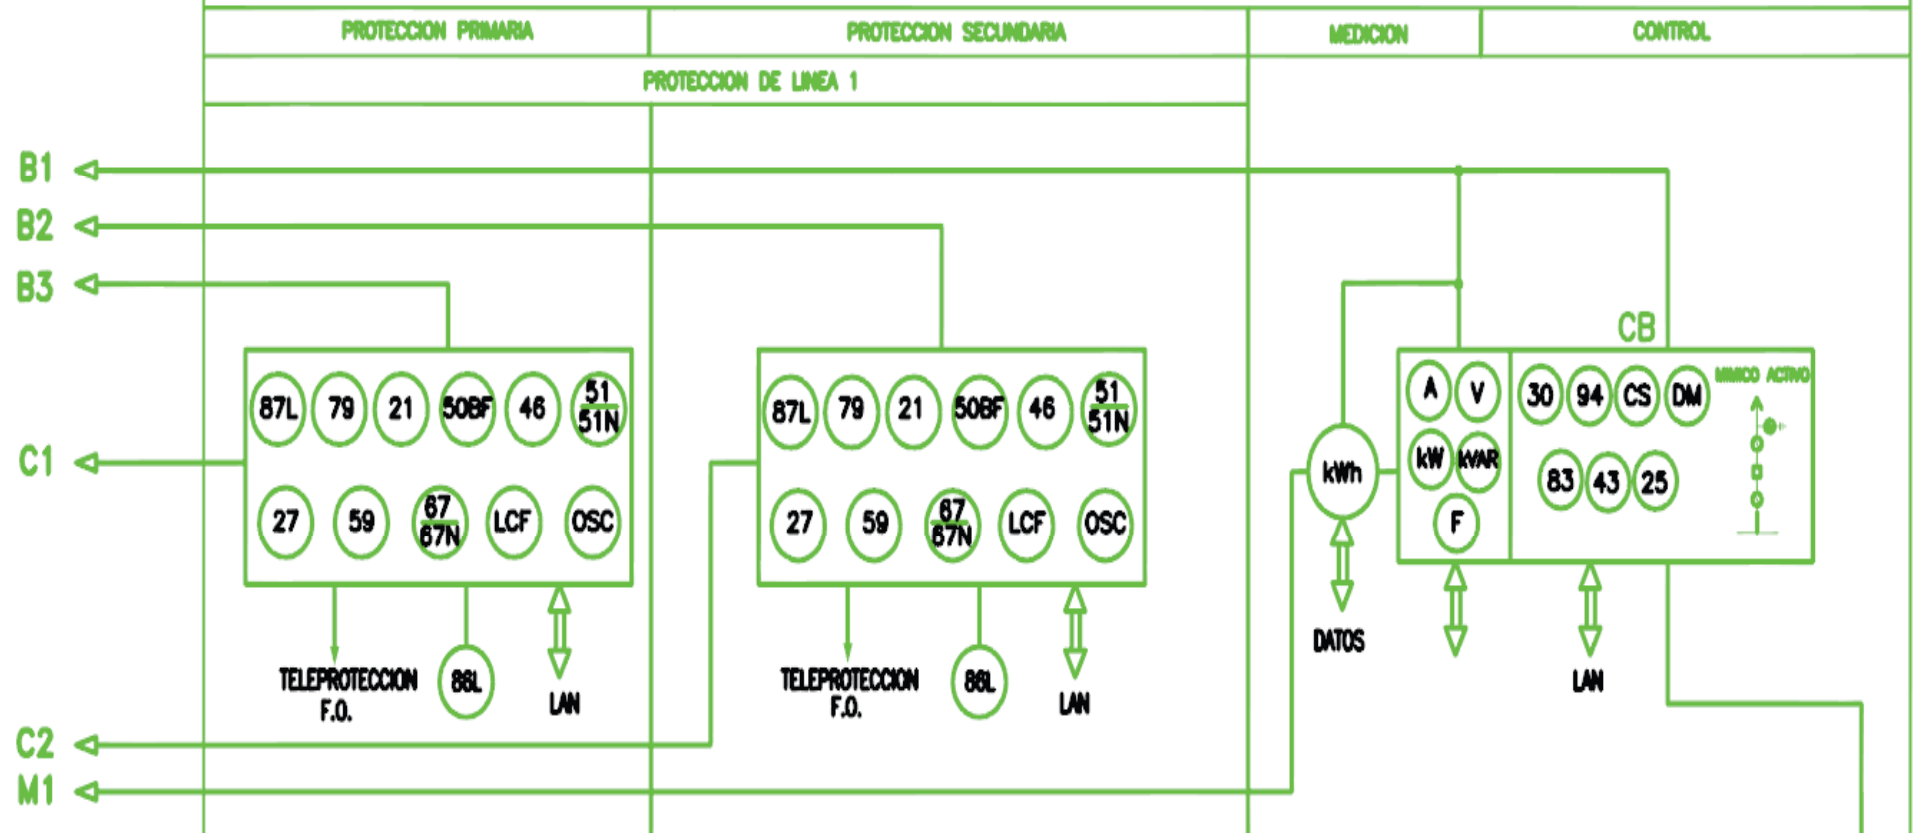 PROTECCION PRIMARIA
PROTECCION SECUNDARIA
MEDICION
CONTROL
PROTECCION DE LINEA 1
B1
B2
B3
CB
87L 79 21 50BF 46 51
51N
87L 79 21 50BF 46 51
51N
A V
30 94 CS DM
MIMICO ACTIVO
C1
kWh
kW kVAR
83 43 25
27 59 67
67N LCF OSC
27 59 67
67N LCF OSC
F
DATOS
TELEPROTECCION
F.O.
86L
LAN
TELEPROTECCION
F.O.
86L
LAN
LAN
C2
M1